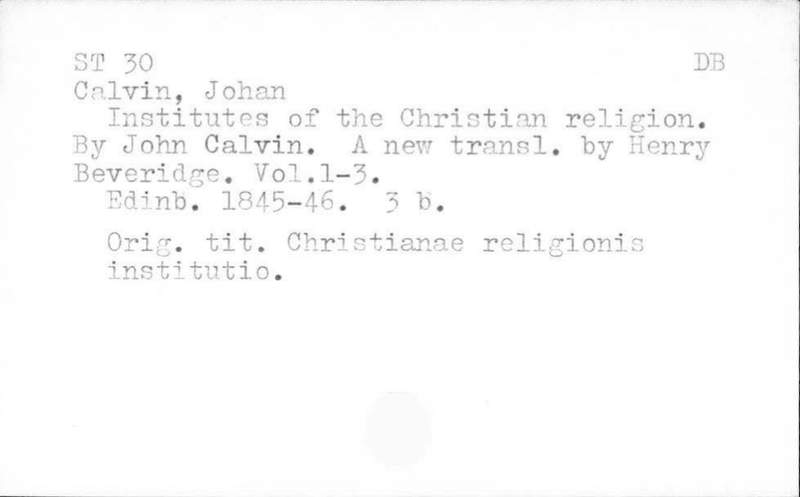 ST 30 DB
Calvin, Johan
Institutes of the Christian religion.
By John Calvin. A new transl. by Henry
Beveridge. Vol.1-3.
Edinb. 1845-46. 3 b.
Orig. tit. Christianae religionis
institutio.